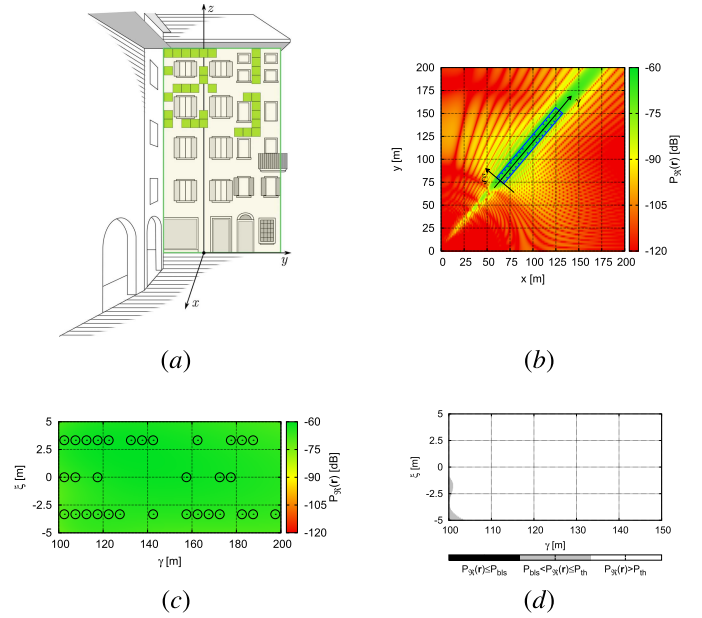 z
y
x
(a)
200
175
150
125
100
75
50
25
0
y [m]
0 25 50 75 100 125 150 175 200
x [m]
γ
ξ
-60
-75
-90
-105
-120
P_ℜ(r) [dB]
(b)
5
2.5
0
-2.5
-5
ξ [m]
100 120 140 160 180 200
γ [m]
-60
-75
-90
-105
-120
P_ℜ(r) [dB]
(c)
5
2.5
0
-2.5
-5
ξ [m]
100 110 120 130 140 150
γ [m]
P_ℜ(r)≤P_bls P_bls<P_ℜ(r)≤P_th P_ℜ(r)>P_th
(d)